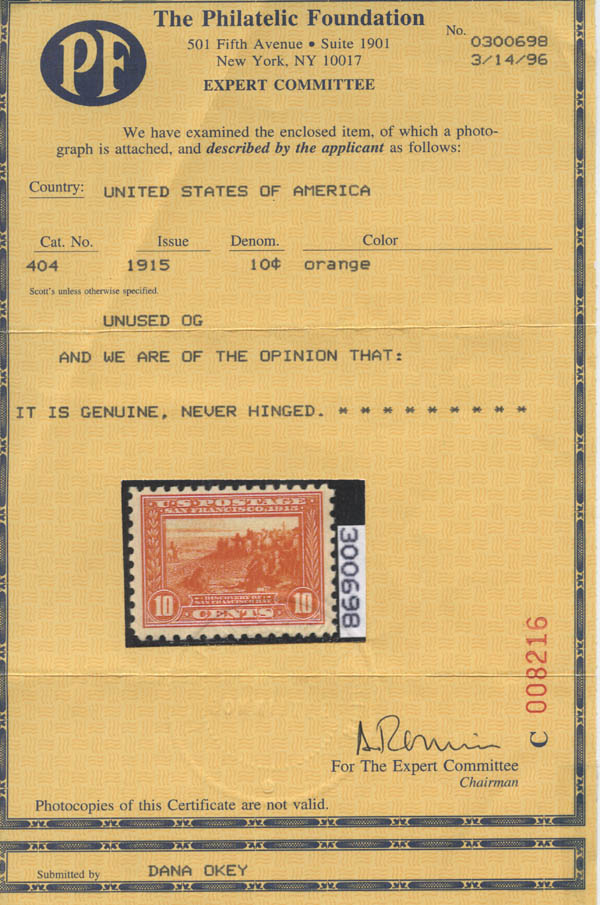 PF
The Philatelic Foundation
501 Fifth Avenue • Suite 1901
New York, NY 10017
EXPERT COMMITTEE
No. 0300698
3/14/96
We have examined the enclosed item, of which a photo-
graph is attached, and described by the applicant as follows:
Country: UNITED STATES OF AMERICA
Cat. No. Issue Denom. Color
404 1915 10¢ orange
Scott's unless otherwise specified.
UNUSED OG
AND WE ARE OF THE OPINION THAT:
IT IS GENUINE, NEVER HINGED. * * * * * * * * *
U·S·POSTAGE
SAN FRANCISCO, 1915
DISCOVERY OF
SAN FRANCISCO BAY
10 CENTS 10
300698
C 008216
For The Expert Committee
Chairman
Photocopies of this Certificate are not valid.
Submitted by DANA OKEY